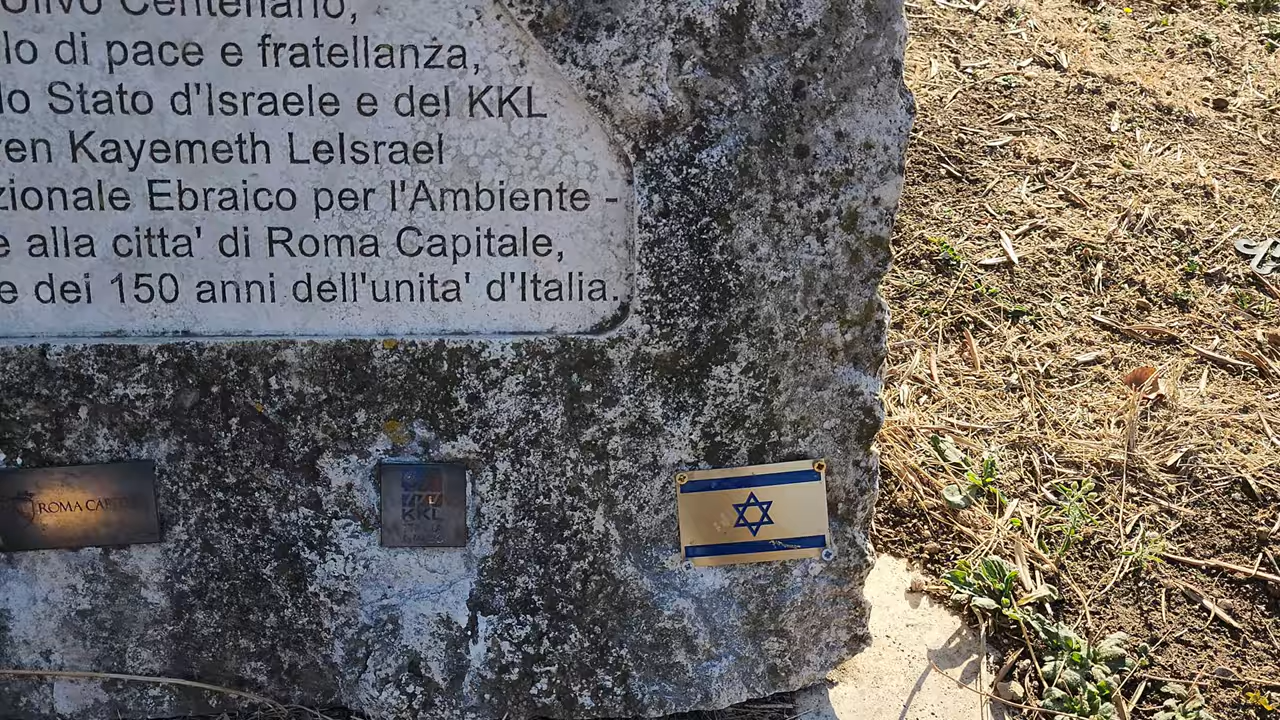 Ulivo Centenario,
lo di pace e fratellanza,
lo Stato d'Israele e del KKL
ren Kayemeth LeIsrael
zionale Ebraico per l'Ambiente -
e alla citta' di Roma Capitale,
e dei 150 anni dell'unita' d'Italia.
ROMA CAPITALE
KKL